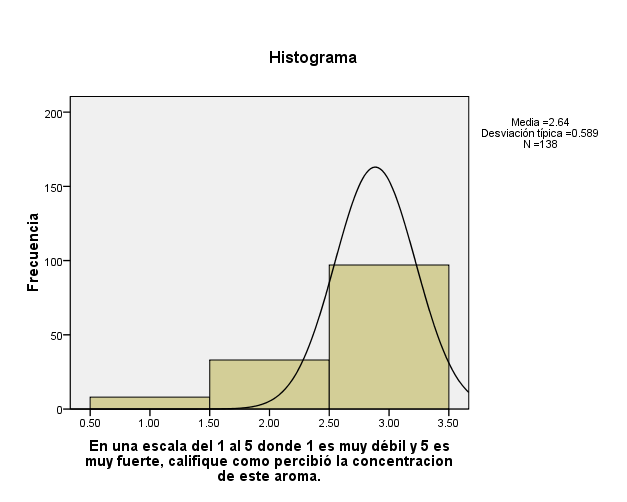 Histograma
Media =2.64
Desviación típica =0.589
N =138
Frecuencia
200
150
100
50
0
0.50 1.00 1.50 2.00 2.50 3.00 3.50
En una escala del 1 al 5 donde 1 es muy débil y 5 es
muy fuerte, califique como percibió la concentracion
de este aroma.